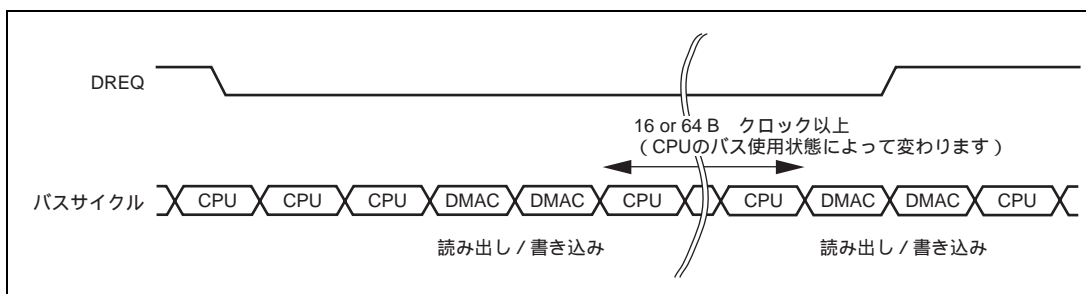 DREQ
16 or 64 B クロック以上
(CPUのバス使用状態によって変わります)
バスサイクル CPU CPU CPU DMAC DMAC CPU CPU DMAC DMAC CPU
読み出し / 書き込み 読み出し / 書き込み